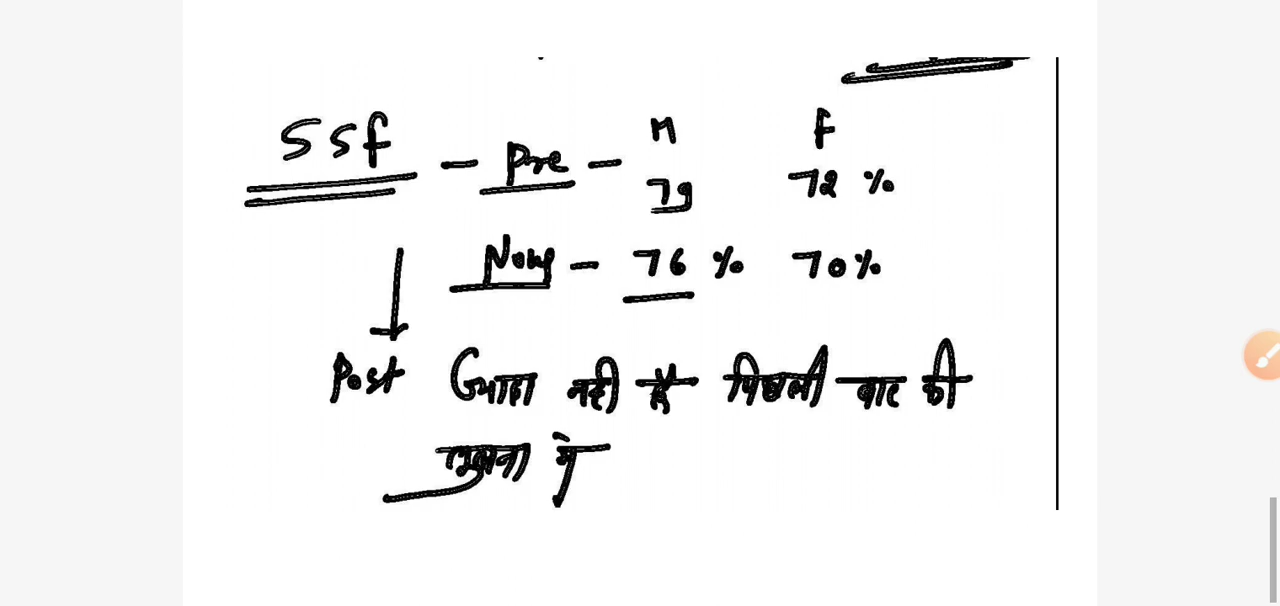 M F
SSf - Pre - 79 72 %
Now - 76 % 70%
Post ज्यादा नही है पिछली बार की
तुलना में